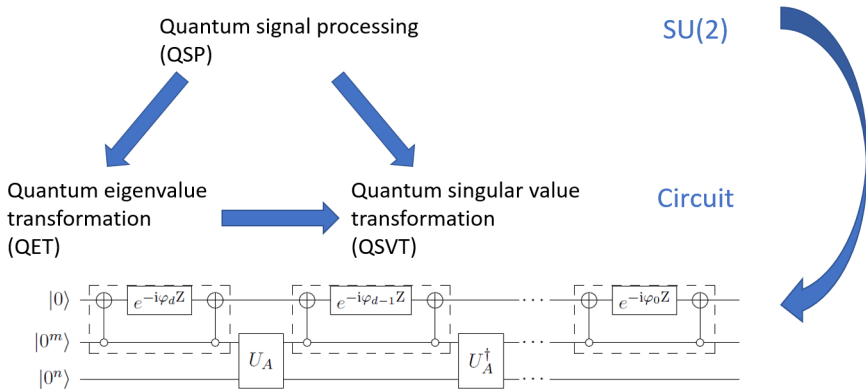 Quantum signal processing
(QSP)
SU(2)
Quantum eigenvalue
transformation
(QET)
Quantum singular value
transformation
(QSVT)
Circuit
|0⟩ e^{-iφ_d Z} e^{-iφ_{d-1} Z} ··· e^{-iφ_0 Z}
|0^m⟩ U_A ··· U_A^† ···
|0^n⟩ ···